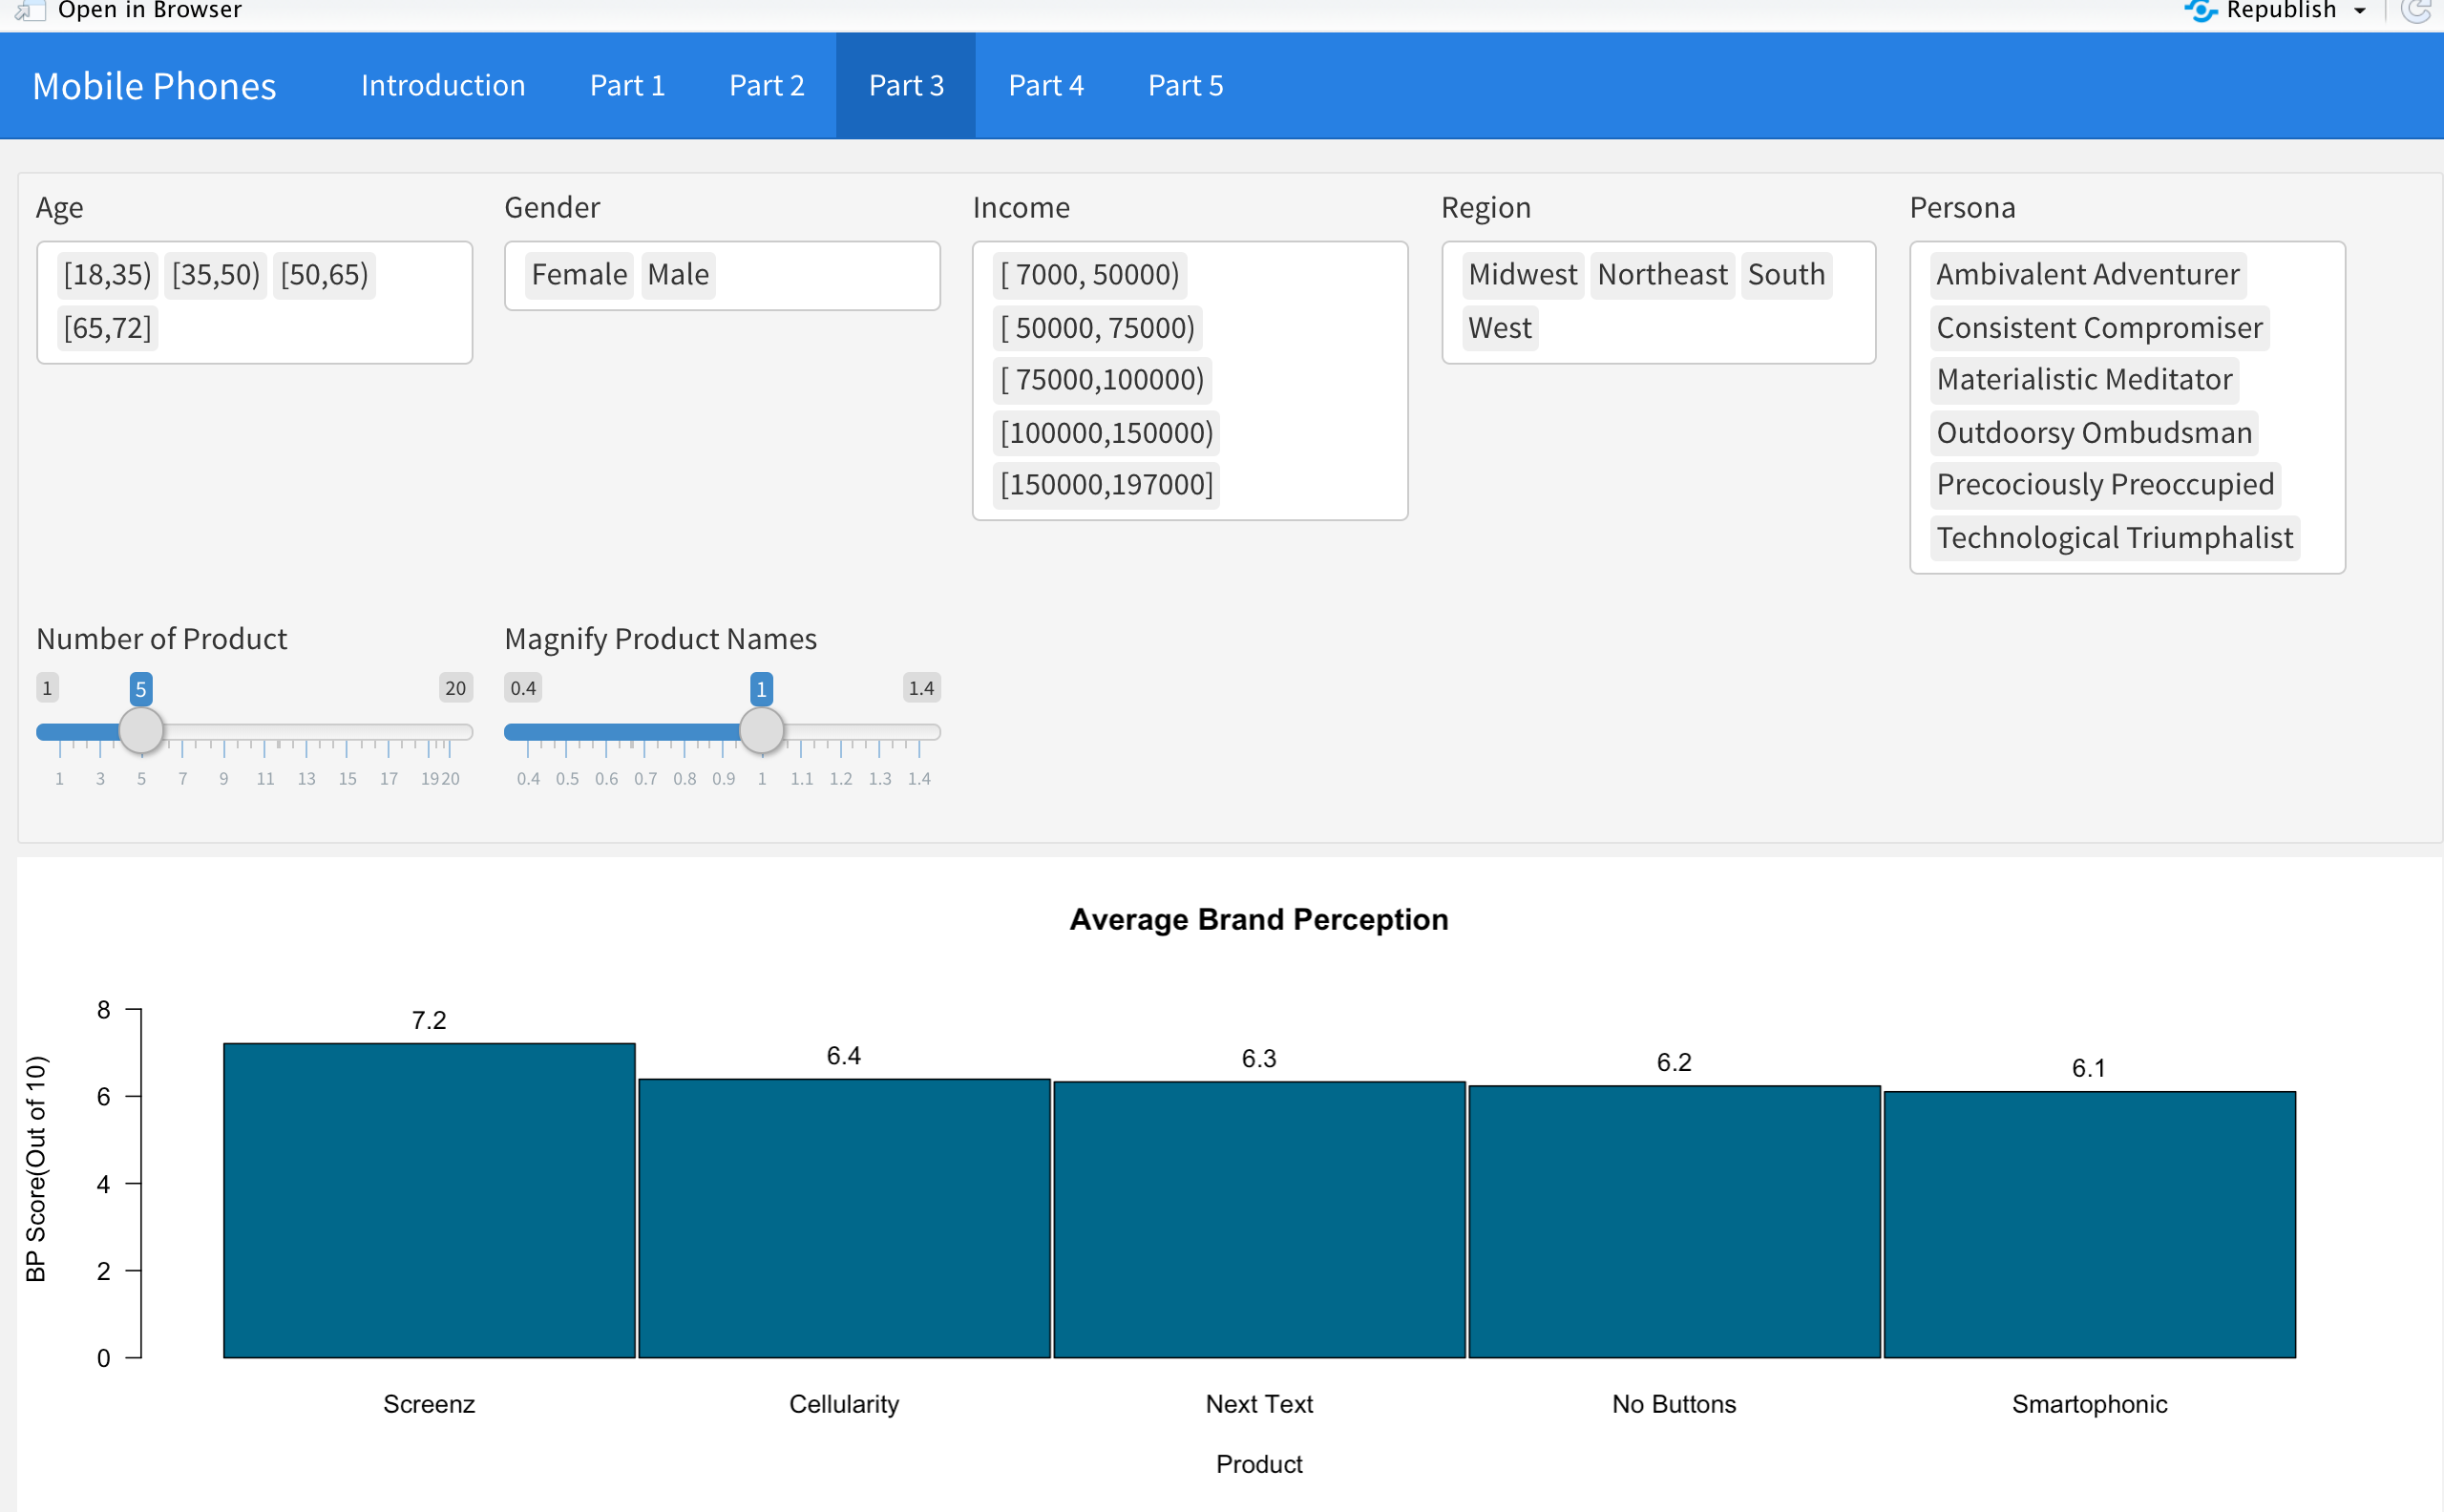 Open in Browser Republish
Mobile Phones Introduction Part 1 Part 2 Part 3 Part 4 Part 5
Age Gender Income Region Persona
[18,35) [35,50) [50,65) Female Male [ 7000, 50000) Midwest Northeast South Ambivalent Adventurer
[65,72] [ 50000, 75000) West Consistent Compromiser
[ 75000,100000) Materialistic Meditator
[100000,150000) Outdoorsy Ombudsman
[150000,197000] Precociously Preoccupied
Technological Triumphalist
Number of Product Magnify Product Names
1 5 20 0.4 1 1.4
1 3 5 7 9 11 13 15 17 19 20 0.4 0.5 0.6 0.7 0.8 0.9 1 1.1 1.2 1.3 1.4
Average Brand Perception
BP Score(Out of 10)
8
6
4
2
0
7.2 6.4 6.3 6.2 6.1
Screenz Cellularity Next Text No Buttons Smartophonic
Product